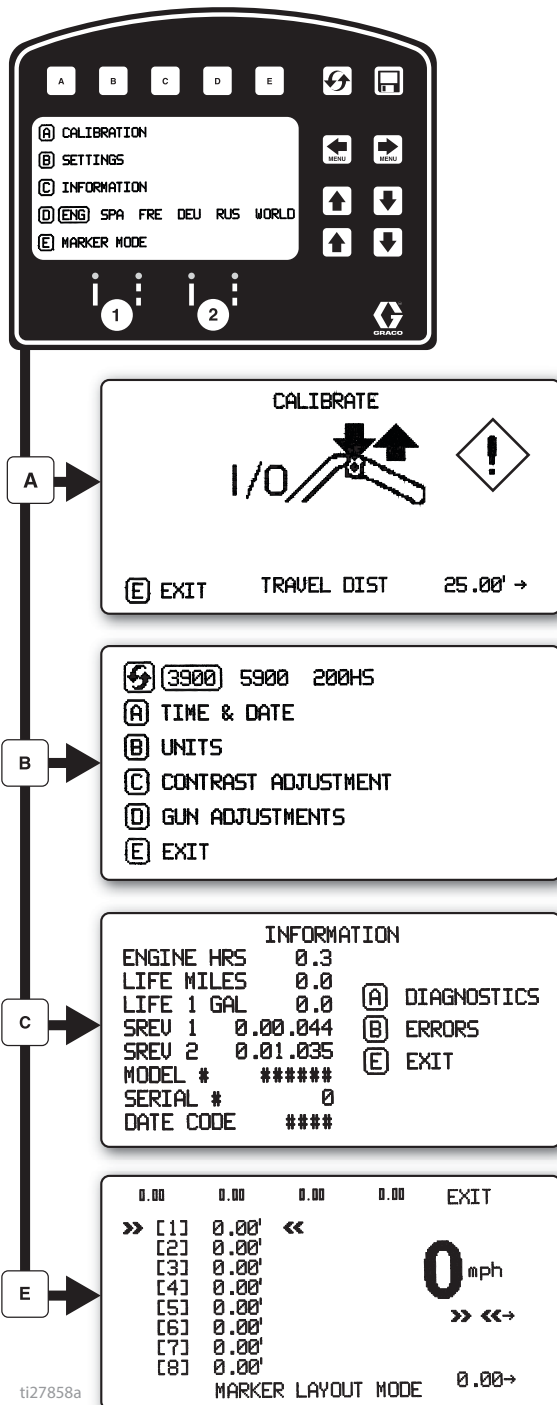 A B C D E
A CALIBRATION
B SETTINGS
MENU MENU
C INFORMATION
D ENG SPA FRE DEU RUS WORLD
E MARKER MODE
1 2
GRACO
A
CALIBRATE
I/O
!
E EXIT TRAVEL DIST 25.00' →
B
3900 5900 200HS
A TIME & DATE
B UNITS
C CONTRAST ADJUSTMENT
D GUN ADJUSTMENTS
E EXIT
C
INFORMATION
ENGINE HRS 0.3
LIFE MILES 0.0
LIFE 1 GAL 0.0
SREV 1 0.00.044
SREV 2 0.01.035
MODEL # ######
SERIAL # 0
DATE CODE ####
A DIAGNOSTICS
B ERRORS
E EXIT
E
0.00 0.00 0.00 0.00 EXIT
» [1] 0.00' «
[2] 0.00'
[3] 0.00'
[4] 0.00'
[5] 0.00'
[6] 0.00'
[7] 0.00'
[8] 0.00'
0 mph
» «→
MARKER LAYOUT MODE 0.00→
ti27858a